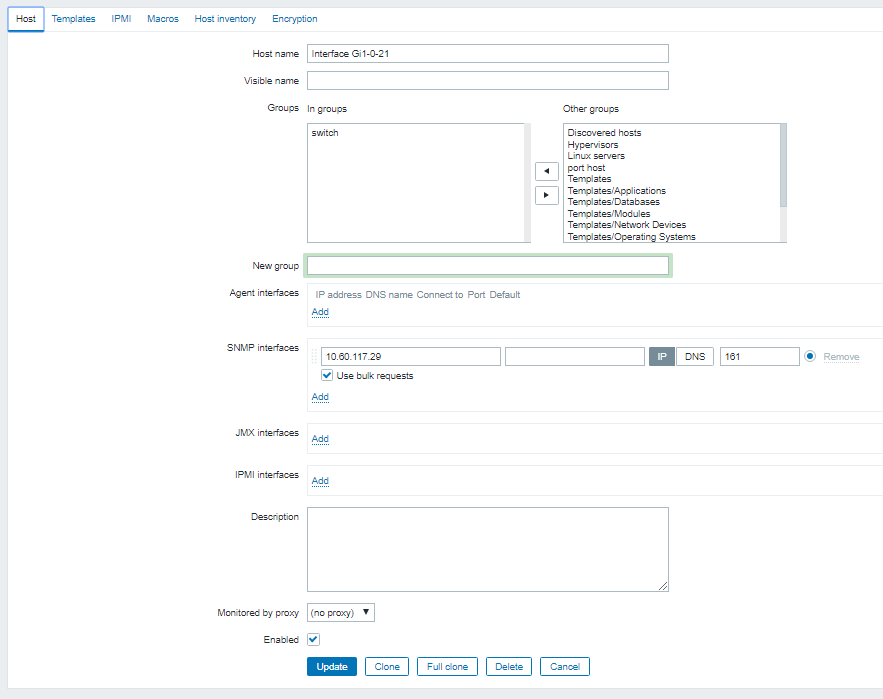 Host Templates IPMI Macros Host inventory Encryption
Host name Interface Gi1-0-21
Visible name
Groups In groups Other groups
switch
Discovered hosts
Hypervisors
Linux servers
port host
Templates
Templates/Applications
Templates/Databases
Templates/Modules
Templates/Network Devices
Templates/Operating Systems
New group
Agent interfaces IP address DNS name Connect to Port Default
Add
SNMP interfaces 10.60.117.29 IP DNS 161 Remove
Use bulk requests
Add
JMX interfaces Add
IPMI interfaces Add
Description
Monitored by proxy (no proxy)
Enabled
Update Clone Full clone Delete Cancel